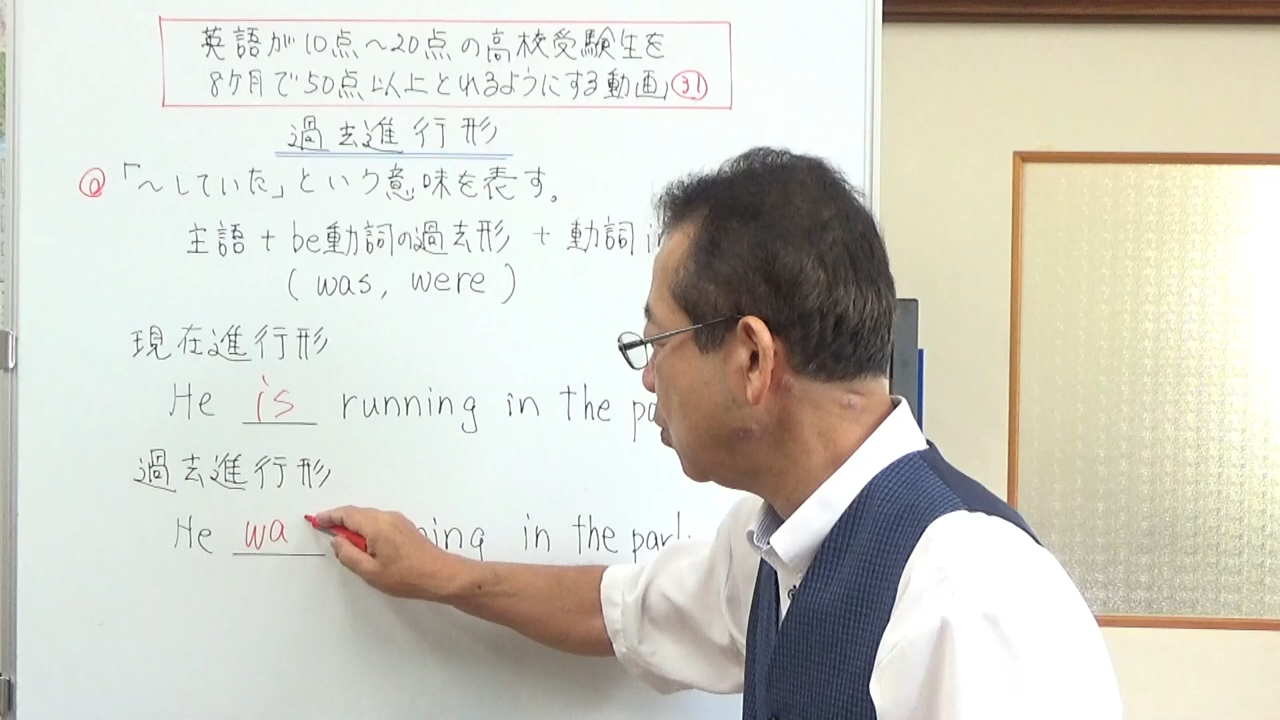 英語が10点～20点の高校受験生を
8ケ月で50点以上とれるようにする動画 31
過去進行形
Q 「～していた」という意味を表す。
主語 + be動詞の過去形 + 動詞 i
(was, were)
現在進行形
He is running in the pa
過去進行形
He wa ning in the park